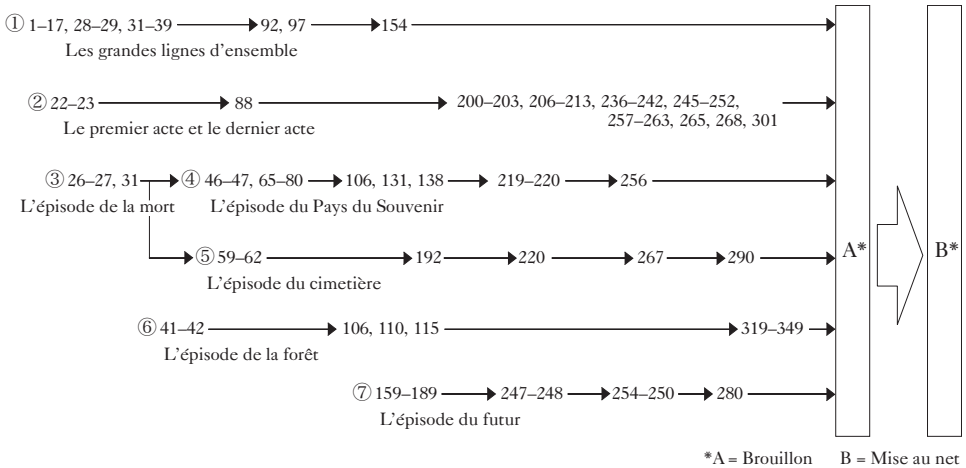 ① 1–17, 28–29, 31–39 92, 97 154
Les grandes lignes d'ensemble
② 22–23 88 200–203, 206–213, 236–242, 245–252,
257–263, 265, 268, 301
Le premier acte et le dernier acte
③ 26–27, 31 ④ 46–47, 65–80 106, 131, 138 219–220 256
L'épisode de la mort L'épisode du Pays du Souvenir
A* B*
⑤ 59–62 192 220 267 290
L'épisode du cimetière
⑥ 41–42 106, 110, 115 319–349
L'épisode de la forêt
⑦ 159–189 247–248 254–250 280
L'épisode du futur
*A = Brouillon B = Mise au net